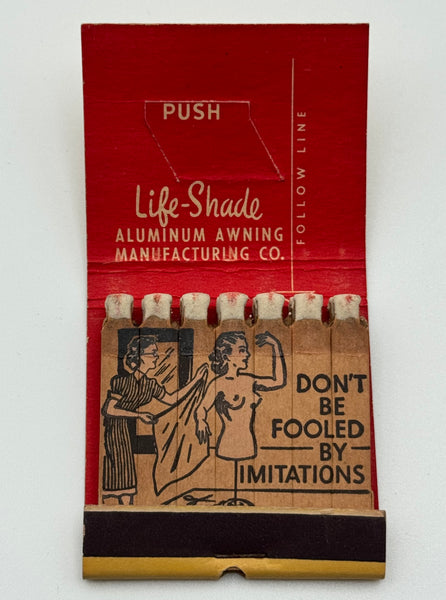 PUSH
FOLLOW LINE
Life-Shade
ALUMINUM AWNING
MANUFACTURING CO.
DON'T
BE
FOOLED
BY
IMITATIONS